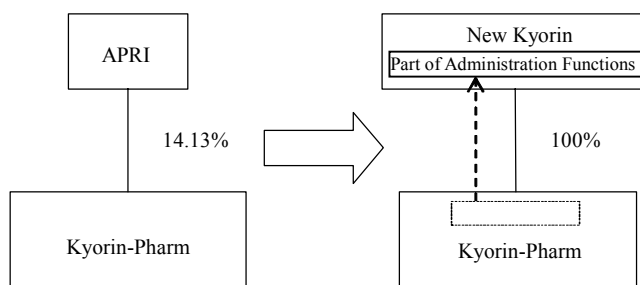 APRI
14.13%
Kyorin-Pharm
New Kyorin
Part of Administration Functions
100%
Kyorin-Pharm